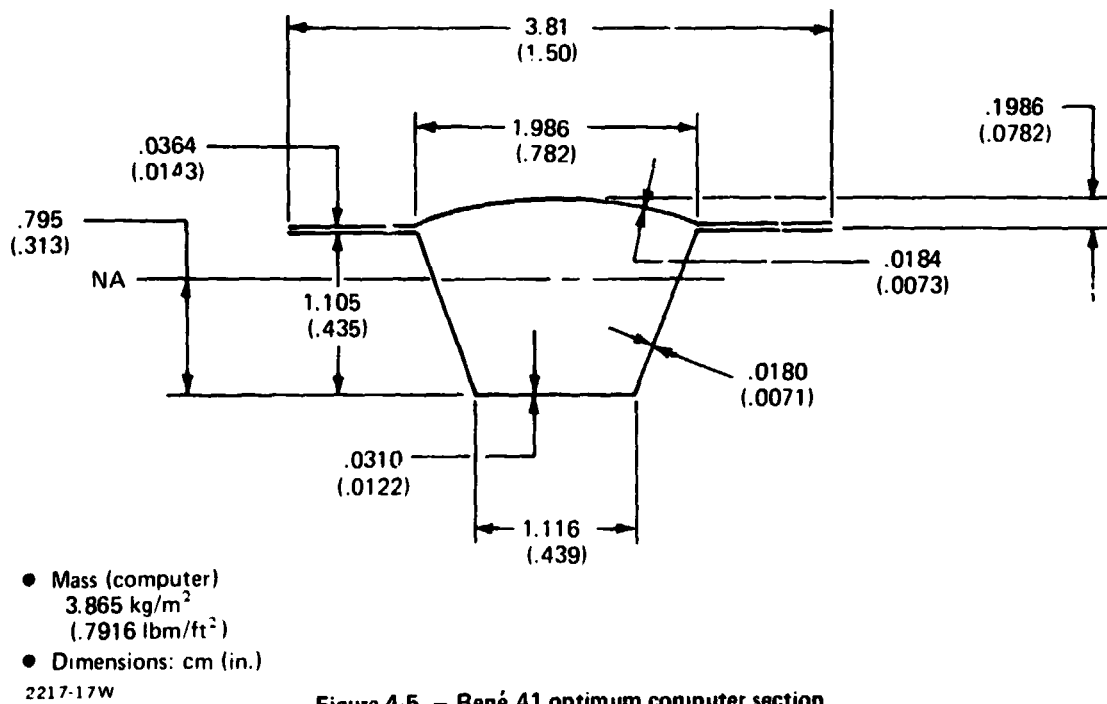 3.81
(1.50)
.1986
(.0782)
1.986
(.782)
.0364
(.0143)
.795
(.313)
NA
1.105
(.435)
.0184
(.0073)
.0180
(.0071)
.0310
(.0122)
1.116
(.439)
● Mass (computer)
3.865 kg/m²
(.7916 lbm/ft²)
● Dimensions: cm (in.)
2217-17W
Figure 4-5. — René 41 optimum computer section